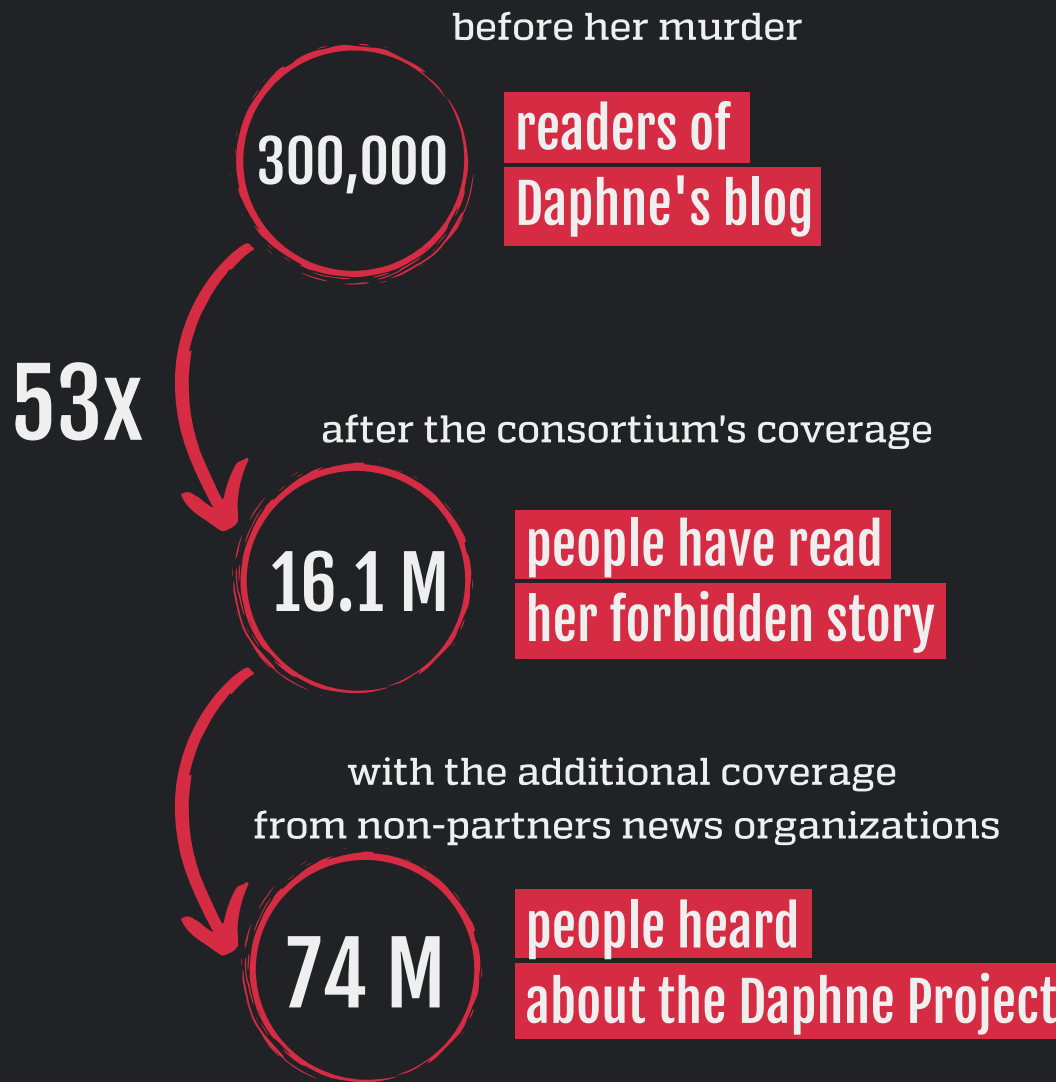 before her murder
300,000
readers of
Daphne's blog
53x
after the consortium's coverage
16.1 M
people have read
her forbidden story
with the additional coverage
from non-partners news organizations
74 M
people heard
about the Daphne Project